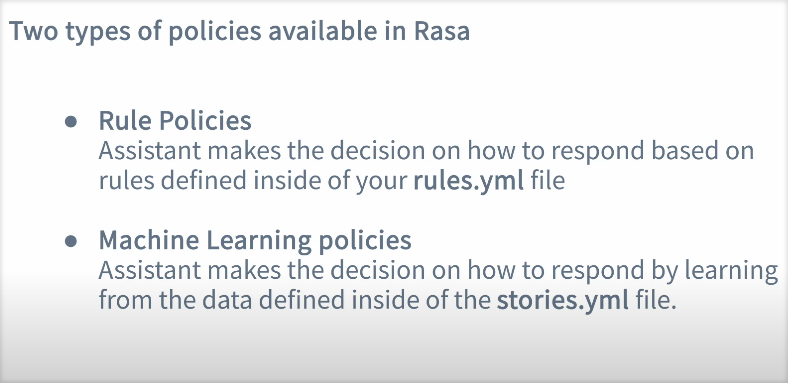 Two types of policies available in Rasa
● Rule Policies
Assistant makes the decision on how to respond based on
rules defined inside of your rules.yml file
● Machine Learning policies
Assistant makes the decision on how to respond by learning
from the data defined inside of the stories.yml file.